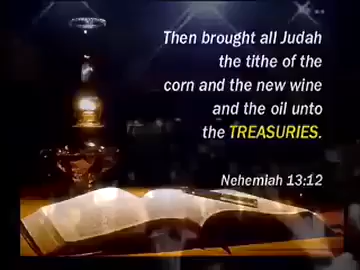 Then brought all Judah
the tithe of the
corn and the new wine
and the oil unto
the TREASURIES.
Nehemiah 13:12